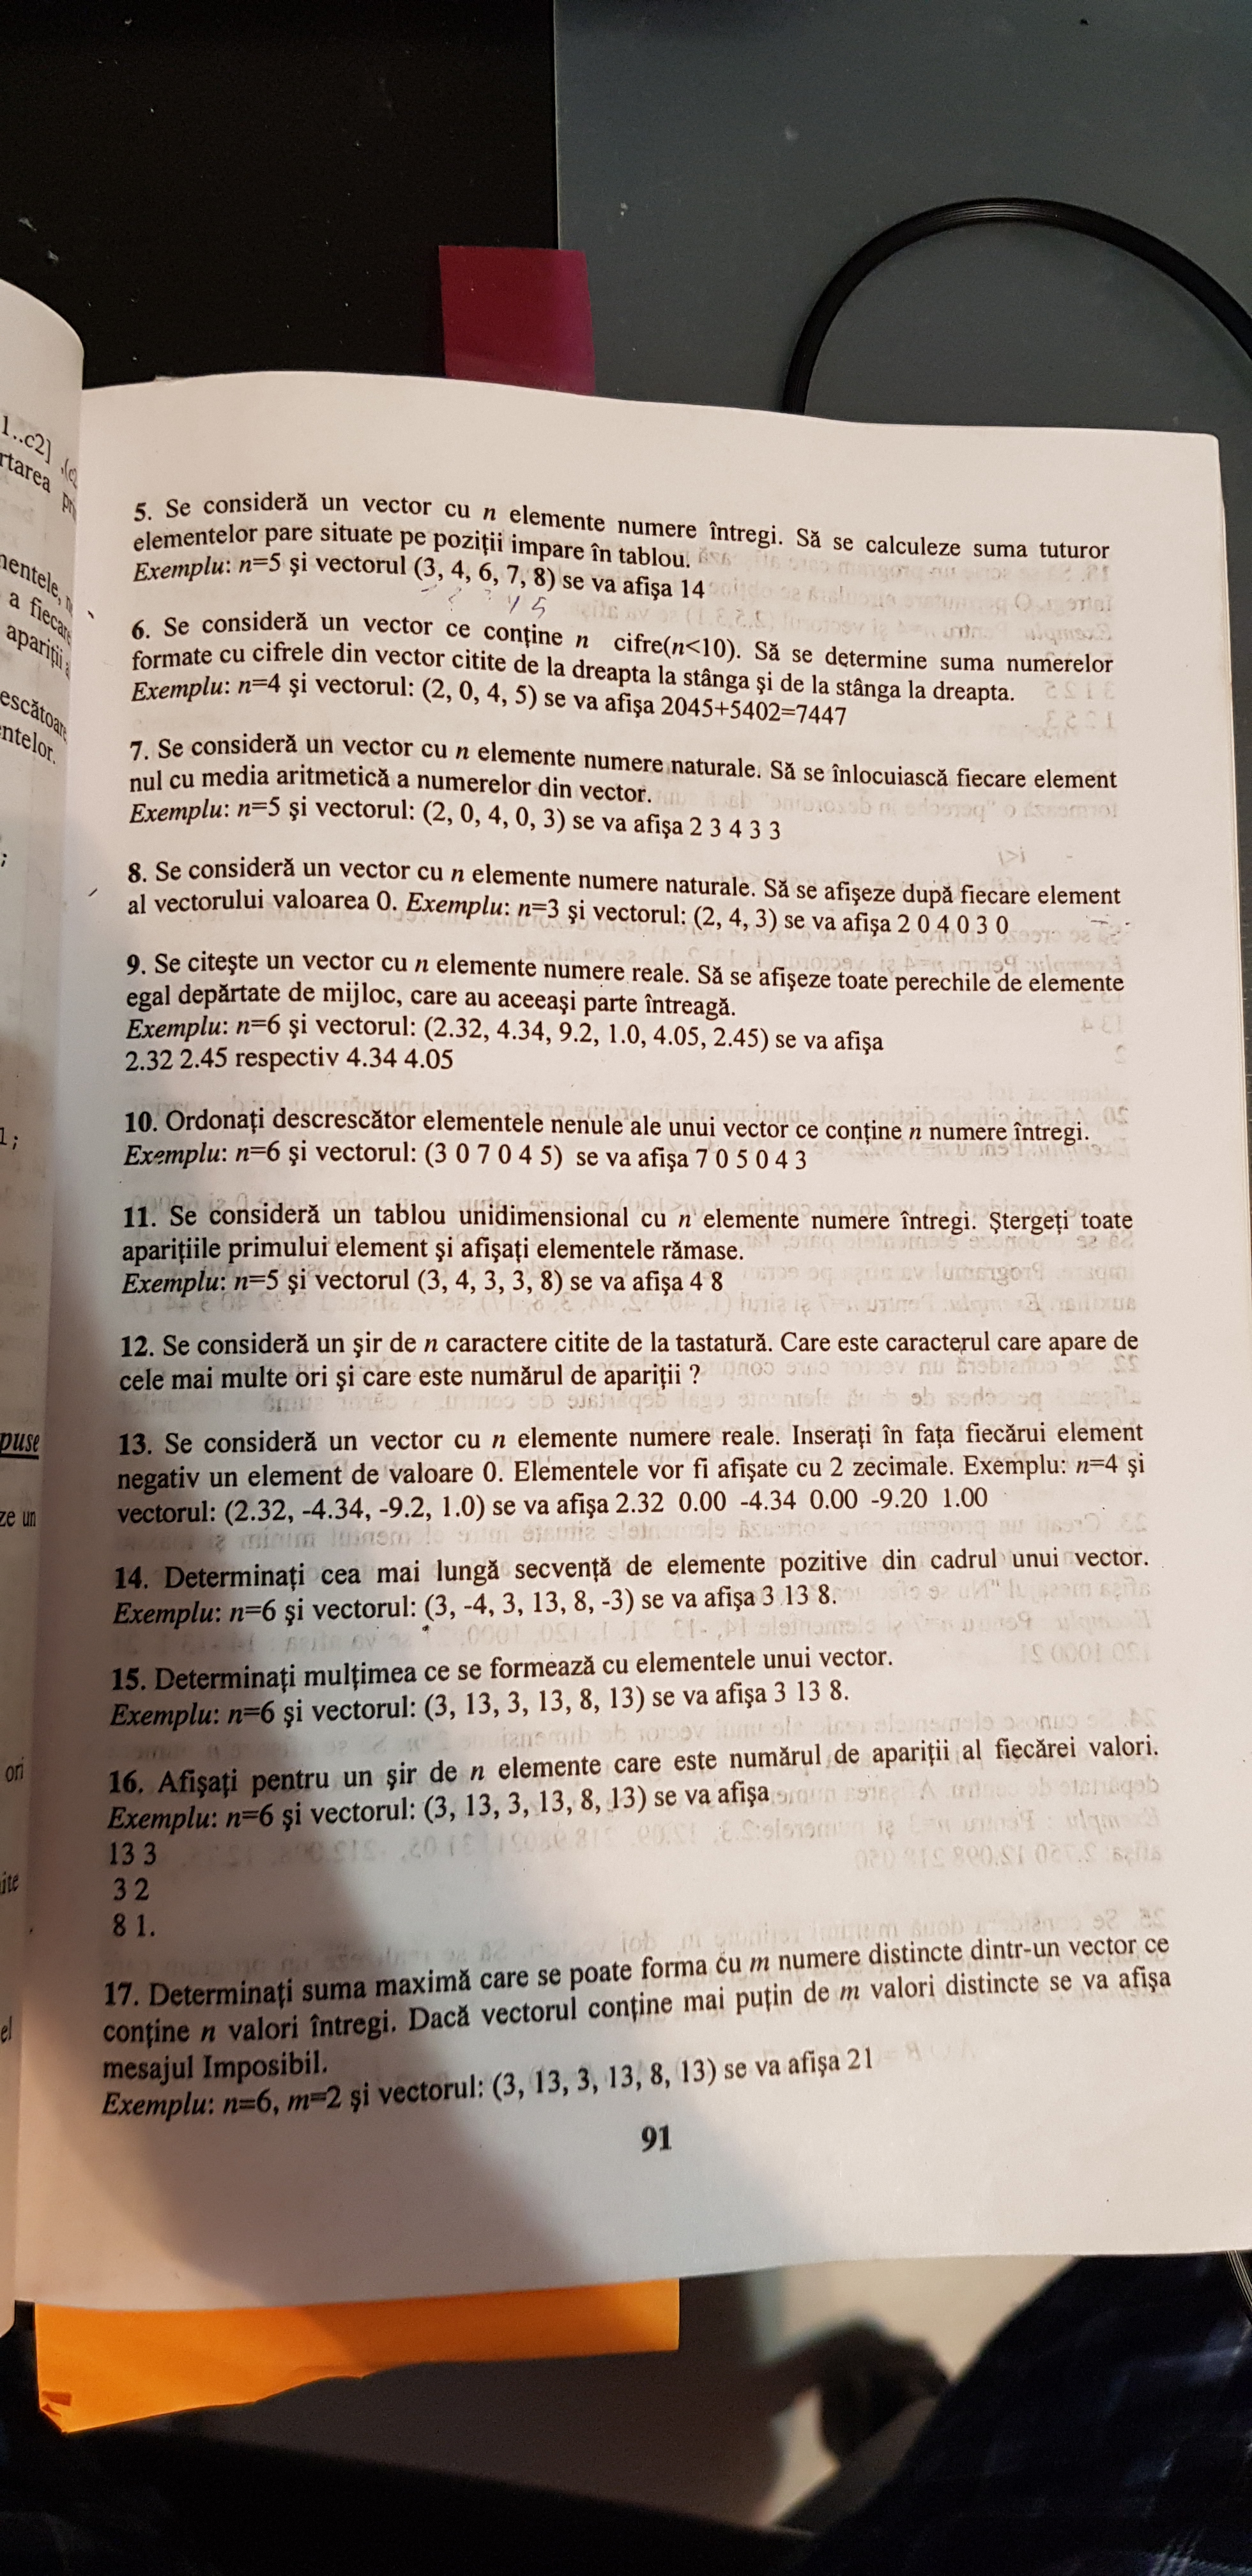 1..c2]
rtarea
nentele,
a fiecare
apariţii
escătoare
ntelor.
;
1;
puse
ze un
ori
ite
el
5. Se consideră un vector cu n elemente numere întregi. Să se calculeze suma tuturor
elementelor pare situate pe poziţii impare în tablou.
Exemplu: n=5 şi vectorul (3, 4, 6, 7, 8) se va afişa 14
4 5
6. Se consideră un vector ce conţine n cifre(n<10). Să se determine suma numerelor
formate cu cifrele din vector citite de la dreapta la stânga şi de la stânga la dreapta.
Exemplu: n=4 şi vectorul: (2, 0, 4, 5) se va afişa 2045+5402=7447
7. Se consideră un vector cu n elemente numere naturale. Să se înlocuiască fiecare element
nul cu media aritmetică a numerelor din vector.
Exemplu: n=5 şi vectorul: (2, 0, 4, 0, 3) se va afişa 2 3 4 3 3
8. Se consideră un vector cu n elemente numere naturale. Să se afişeze după fiecare element
al vectorului valoarea 0. Exemplu: n=3 şi vectorul: (2, 4, 3) se va afişa 2 0 4 0 3 0
9. Se citeşte un vector cu n elemente numere reale. Să se afişeze toate perechile de elemente
egal depărtate de mijloc, care au aceeaşi parte întreagă.
Exemplu: n=6 şi vectorul: (2.32, 4.34, 9.2, 1.0, 4.05, 2.45) se va afişa
2.32 2.45 respectiv 4.34 4.05
10. Ordonaţi descrescător elementele nenule ale unui vector ce conţine n numere întregi.
Exemplu: n=6 şi vectorul: (3 0 7 0 4 5) se va afişa 7 0 5 0 4 3
11. Se consideră un tablou unidimensional cu n elemente numere întregi. Ştergeţi toate
apariţiile primului element şi afişaţi elementele rămase.
Exemplu: n=5 şi vectorul (3, 4, 3, 3, 8) se va afişa 4 8
12. Se consideră un şir de n caractere citite de la tastatură. Care este caracterul care apare de
cele mai multe ori şi care este numărul de apariţii ?
13. Se consideră un vector cu n elemente numere reale. Inseraţi în faţa fiecărui element
negativ un element de valoare 0. Elementele vor fi afişate cu 2 zecimale. Exemplu: n=4 şi
vectorul: (2.32, -4.34, -9.2, 1.0) se va afişa 2.32 0.00 -4.34 0.00 -9.20 1.00
14. Determinaţi cea mai lungă secvenţă de elemente pozitive din cadrul unui vector.
Exemplu: n=6 şi vectorul: (3, -4, 3, 13, 8, -3) se va afişa 3 13 8.
15. Determinaţi mulţimea ce se formează cu elementele unui vector.
Exemplu: n=6 şi vectorul: (3, 13, 3, 13, 8, 13) se va afişa 3 13 8.
16. Afişaţi pentru un şir de n elemente care este numărul de apariţii al fiecărei valori.
Exemplu: n=6 şi vectorul: (3, 13, 3, 13, 8, 13) se va afişa
13 3
3 2
8 1.
17. Determinaţi suma maximă care se poate forma cu m numere distincte dintr-un vector ce
conţine n valori întregi. Dacă vectorul conţine mai puţin de m valori distincte se va afişa
mesajul Imposibil.
Exemplu: n=6, m=2 şi vectorul: (3, 13, 3, 13, 8, 13) se va afişa 21
91